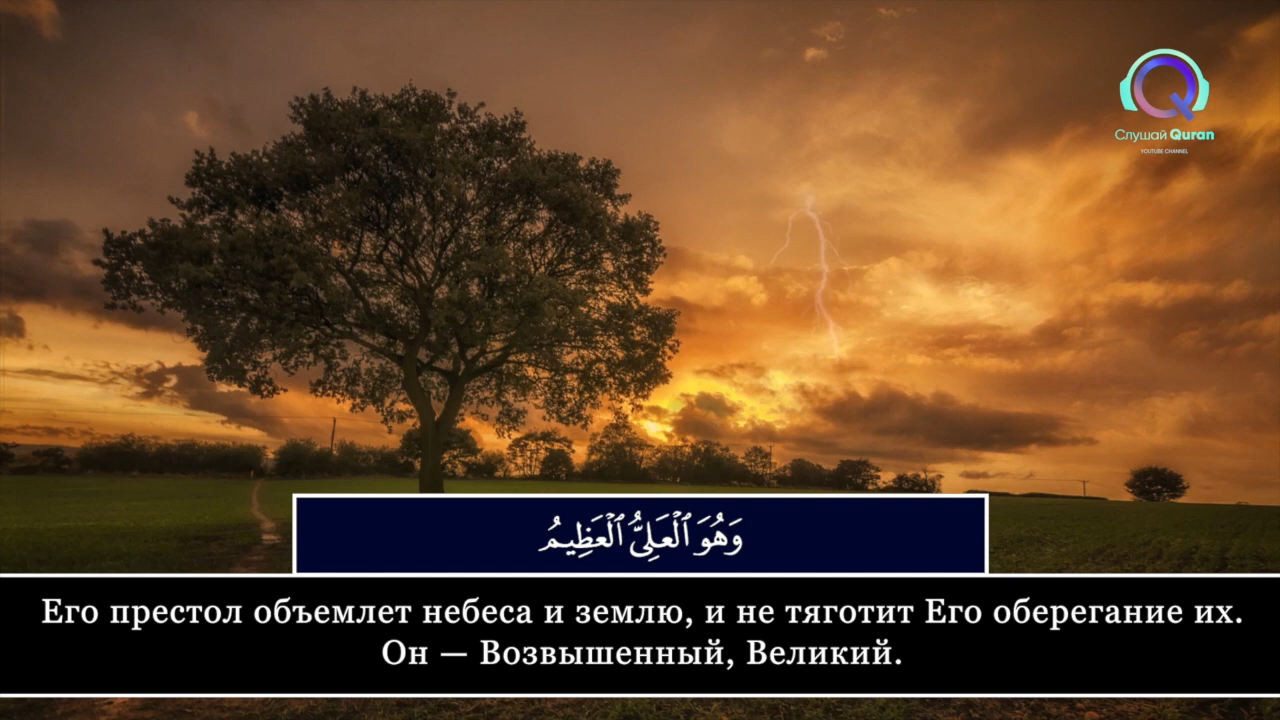 Слушай Quran
YOUTUBE CHANNEL
وَهُوَ ٱلْعَلِىُّ ٱلْعَظِيمُ
Его престол объемлет небеса и землю, и не тяготит Его оберегание их.
Он — Возвышенный, Великий.